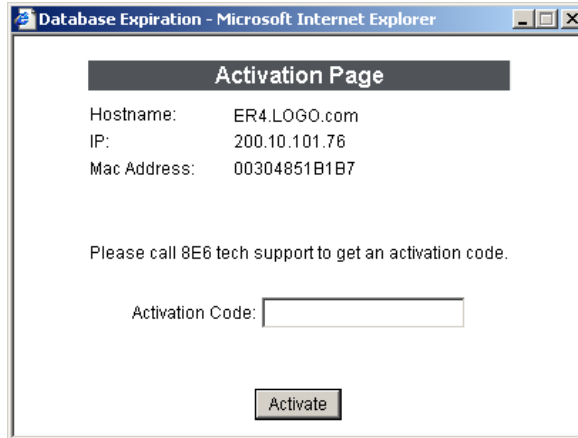 Database Expiration - Microsoft Internet Explorer
Activation Page
Hostname: ER4.LOGO.com
IP: 200.10.101.76
Mac Address: 00304851B1B7
Please call 8E6 tech support to get an activation code.
Activation Code:
Activate